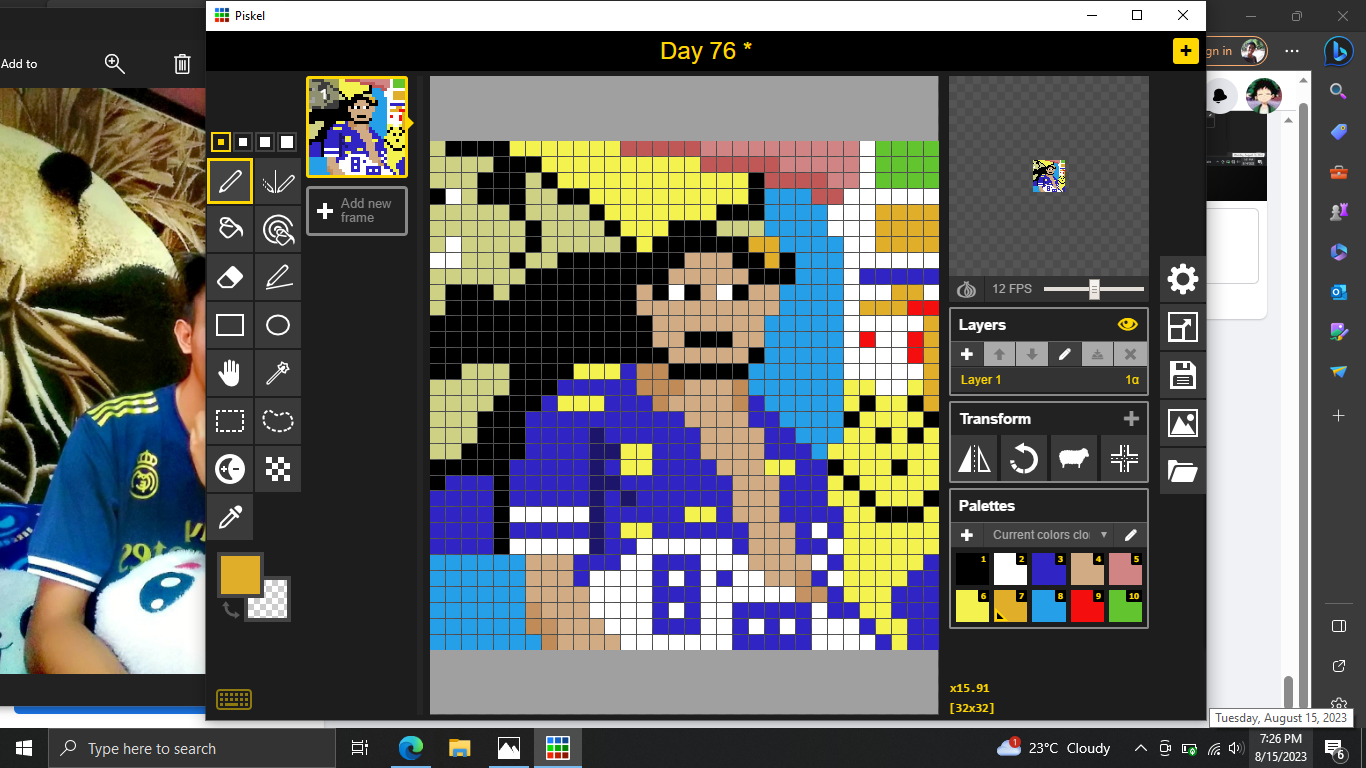 Piskel
Day 76 *
Add to
gn in
1
Add new
frame
12 FPS
Layers
Layer 1
1α
Transform
Palettes
Current colors clo
1
2
3
4
5
6
7
8
9
10
x15.91
[32x32]
Tuesday, August 15, 2023
Type here to search
1
23°C Cloudy
7:26 PM
8/15/2023
6